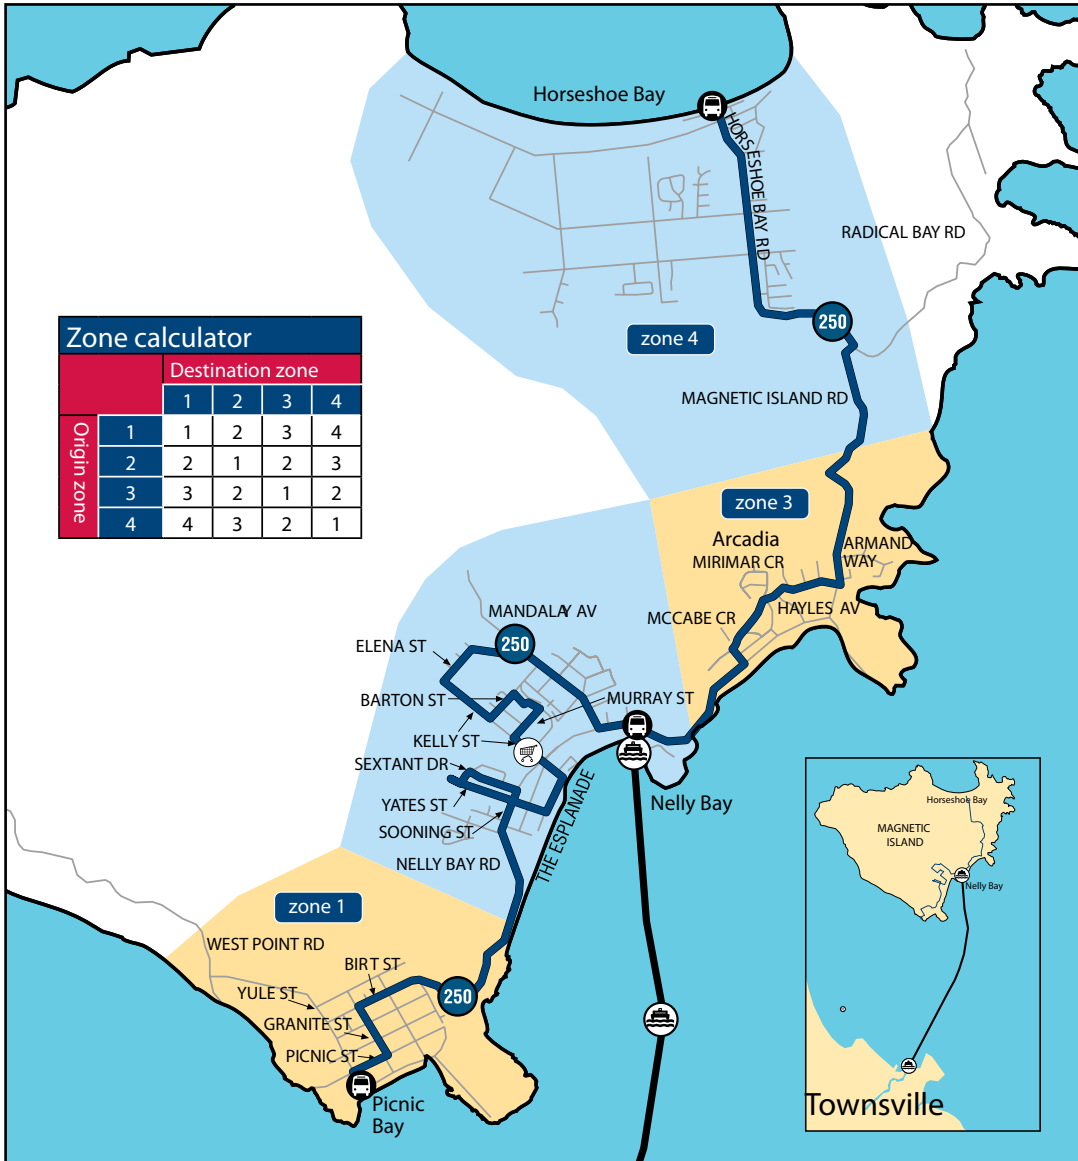 Horseshoe Bay
HORSESHOE BAY RD
RADICAL BAY RD
250
zone 4
MAGNETIC ISLAND RD
Zone calculator
Destination zone
1 2 3 4
Origin zone
1 1 2 3 4
2 2 1 2 3
3 3 2 1 2
4 4 3 2 1
zone 3
Arcadia
MIRIMAR CR
ARMAND
WAY
HAYLES AV
MCCABE CR
MANDALAY AV
250
ELENA ST
BARTON ST
MURRAY ST
KELLY ST
SEXTANT DR
YATES ST
SOONING ST
NELLY BAY RD
THE ESPLANADE
Nelly Bay
zone 1
WEST POINT RD
BIRT ST
YULE ST
250
GRANITE ST
PICNIC ST
Picnic
Bay
Horseshoe Bay
MAGNETIC
ISLAND
Nelly Bay
Townsville